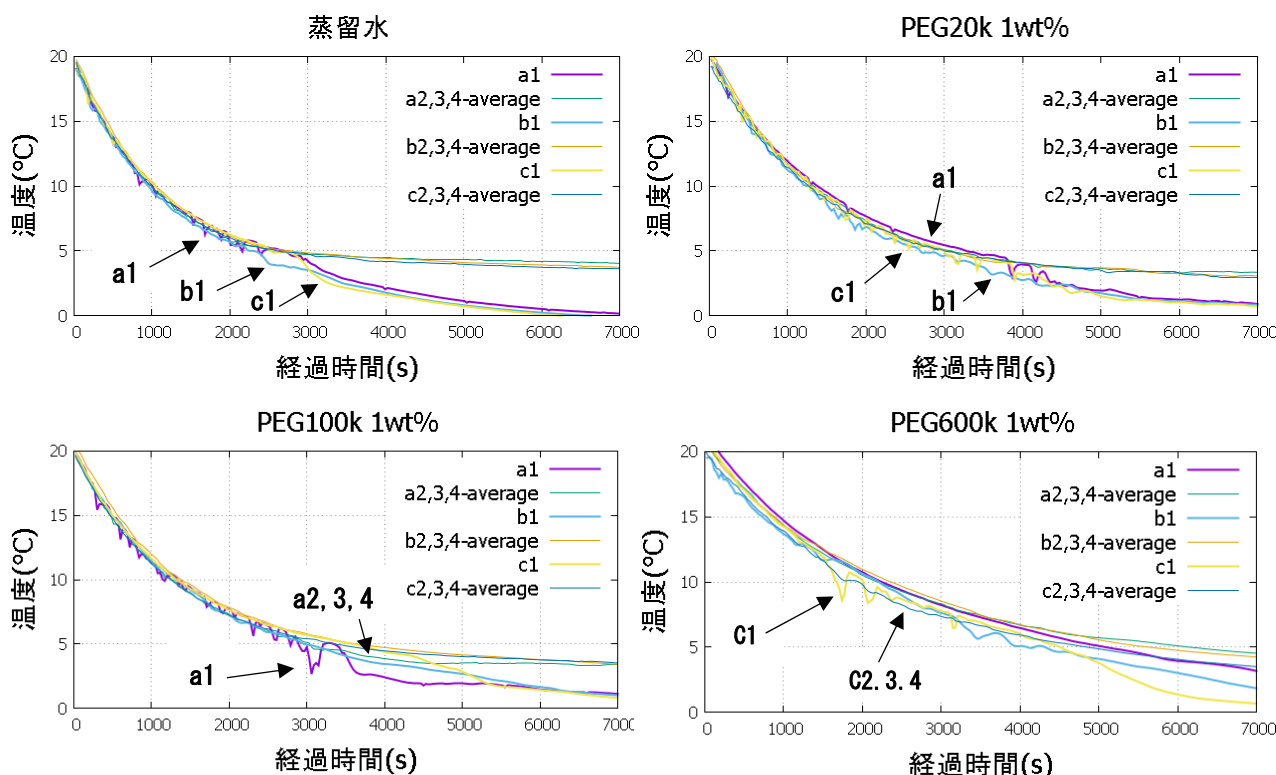 蒸留水
20
15
10
5
0
温度(°C)
a1
a2,3,4-average
b1
b2,3,4-average
c1
c2,3,4-average
a1
b1
c1
0 1000 2000 3000 4000 5000 6000 7000
経過時間(s)
PEG20k 1wt%
20
15
10
5
0
温度(°C)
a1
a2,3,4-average
b1
b2,3,4-average
c1
c2,3,4-average
a1
c1
b1
0 1000 2000 3000 4000 5000 6000 7000
経過時間(s)
PEG100k 1wt%
20
15
10
5
0
温度(°C)
a1
a2,3,4-average
b1
b2,3,4-average
c1
c2,3,4-average
a2,3,4
a1
0 1000 2000 3000 4000 5000 6000 7000
経過時間(s)
PEG600k 1wt%
20
15
10
5
0
温度(°C)
a1
a2,3,4-average
b1
b2,3,4-average
c1
c2,3,4-average
C1
C2.3.4
0 1000 2000 3000 4000 5000 6000 7000
経過時間(s)